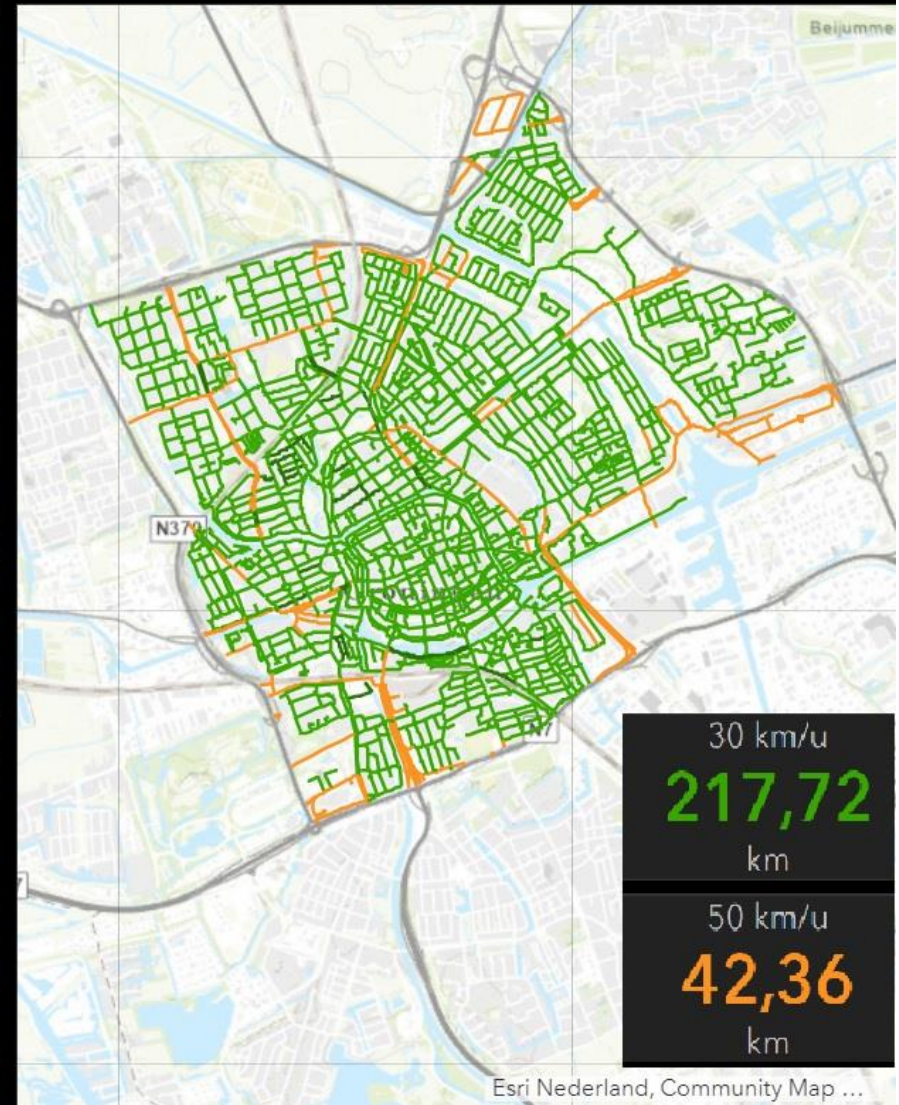 Beijumme
N370
N7
30 km/u
217,72
km
50 km/u
42,36
km
Esri Nederland, Community Map ...